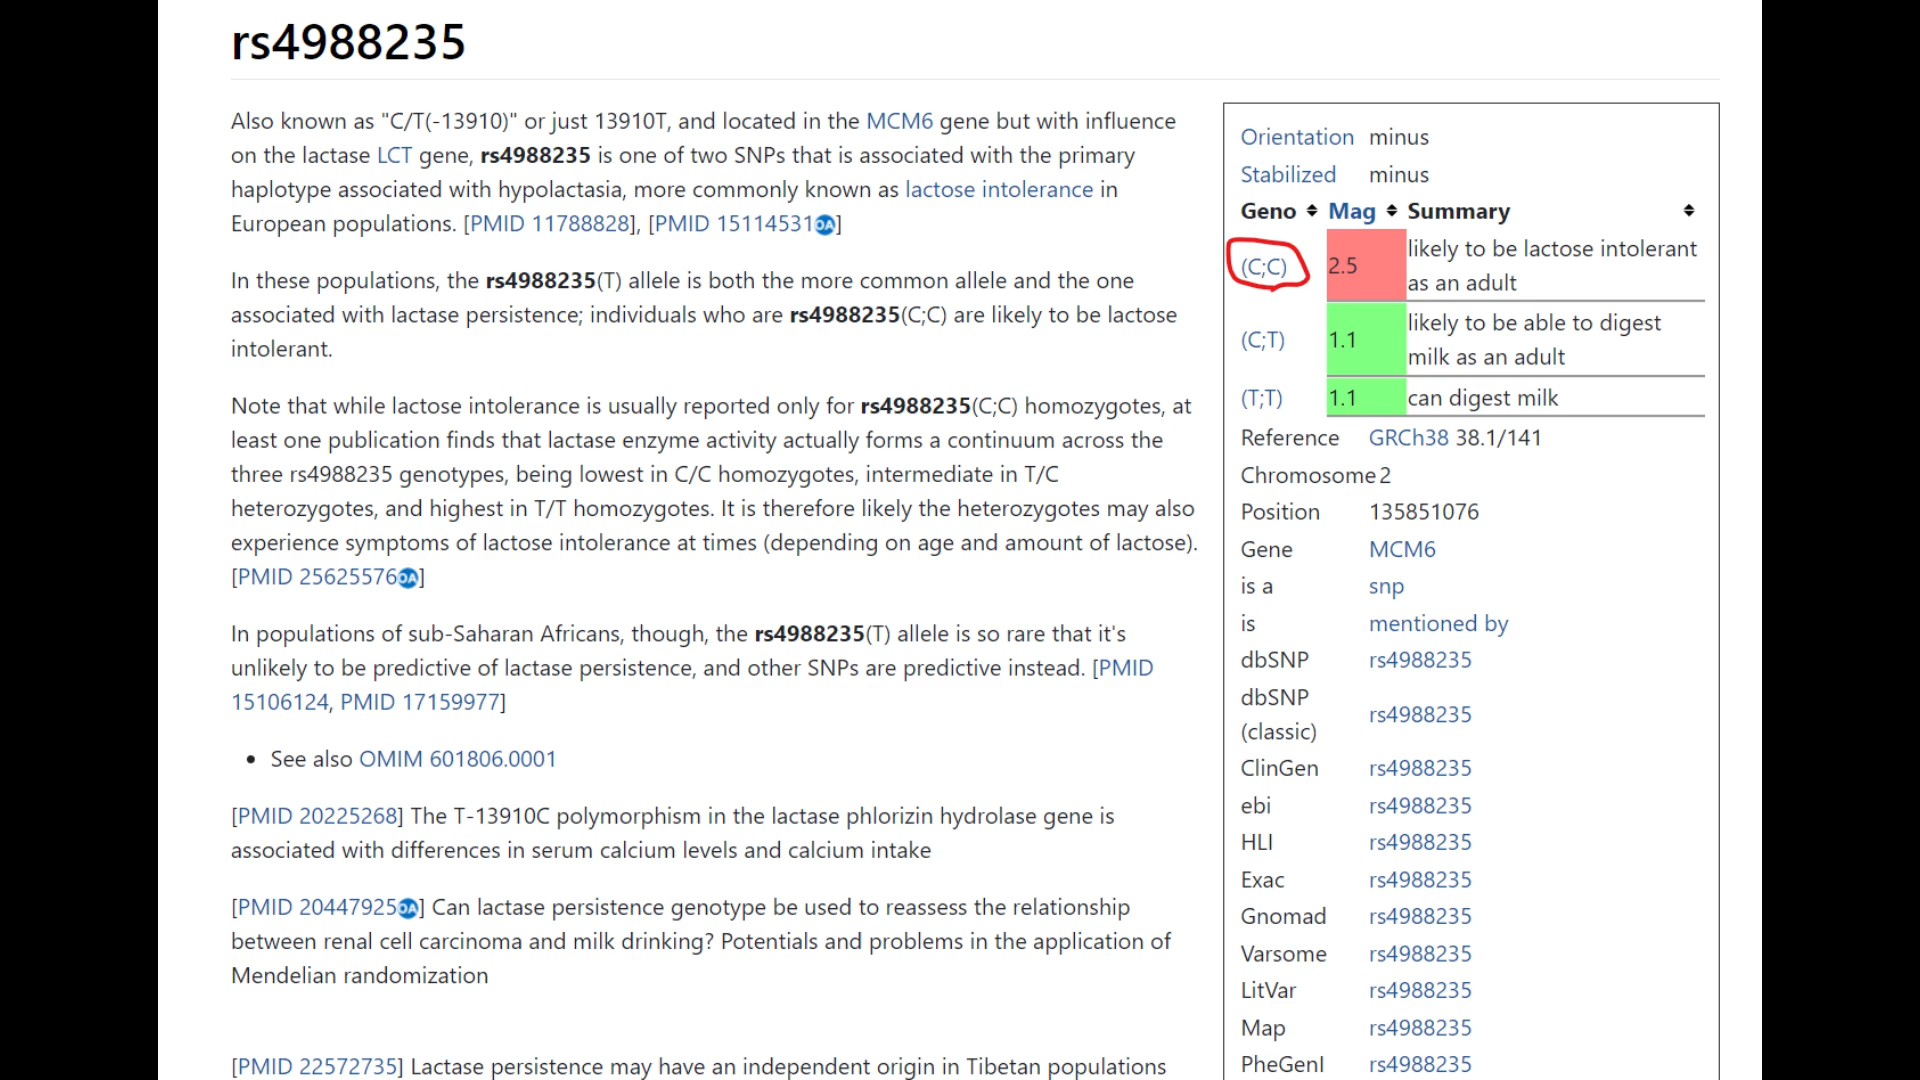 rs4988235
Also known as "C/T(-13910)" or just 13910T, and located in the MCM6 gene but with influence
on the lactase LCT gene, rs4988235 is one of two SNPs that is associated with the primary
haplotype associated with hypolactasia, more commonly known as lactose intolerance in
European populations. [PMID 11788828], [PMID 15114531OA]
In these populations, the rs4988235(T) allele is both the more common allele and the one
associated with lactase persistence; individuals who are rs4988235(C;C) are likely to be lactose
intolerant.
Note that while lactose intolerance is usually reported only for rs4988235(C;C) homozygotes, at
least one publication finds that lactase enzyme activity actually forms a continuum across the
three rs4988235 genotypes, being lowest in C/C homozygotes, intermediate in T/C
heterozygotes, and highest in T/T homozygotes. It is therefore likely the heterozygotes may also
experience symptoms of lactose intolerance at times (depending on age and amount of lactose).
[PMID 25625576OA]
In populations of sub-Saharan Africans, though, the rs4988235(T) allele is so rare that it's
unlikely to be predictive of lactase persistence, and other SNPs are predictive instead. [PMID
15106124, PMID 17159977]
• See also OMIM 601806.0001
[PMID 20225268] The T-13910C polymorphism in the lactase phlorizin hydrolase gene is
associated with differences in serum calcium levels and calcium intake
[PMID 20447925OA] Can lactase persistence genotype be used to reassess the relationship
between renal cell carcinoma and milk drinking? Potentials and problems in the application of
Mendelian randomization
[PMID 22572735] Lactase persistence may have an independent origin in Tibetan populations
Orientation minus
Stabilized minus
Geno Mag Summary
(C;C) 2.5 likely to be lactose intolerant
as an adult
(C;T) 1.1 likely to be able to digest
milk as an adult
(T;T) 1.1 can digest milk
Reference GRCh38 38.1/141
Chromosome 2
Position 135851076
Gene MCM6
is a snp
is mentioned by
dbSNP rs4988235
dbSNP
(classic) rs4988235
ClinGen rs4988235
ebi rs4988235
HLI rs4988235
Exac rs4988235
Gnomad rs4988235
Varsome rs4988235
LitVar rs4988235
Map rs4988235
PheGenI rs4988235